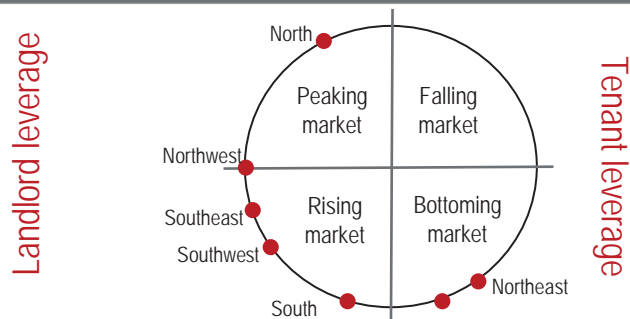 Landlord leverage
North
Peaking
market
Falling
market
Northwest
Southeast
Southwest
Rising
market
Bottoming
market
South
Northeast
Tenant leverage